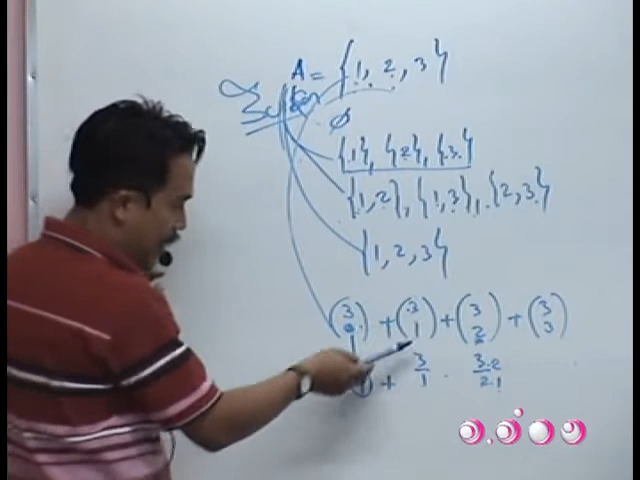 A = {1, 2, 3}
∅
{1}, {2}, {3}
{1, 2}, {1, 3}, {2, 3}
{1, 2, 3}
(3 0) + (3 1) + (3 2) + (3 3)
1 + 3/1 3·2/2·1